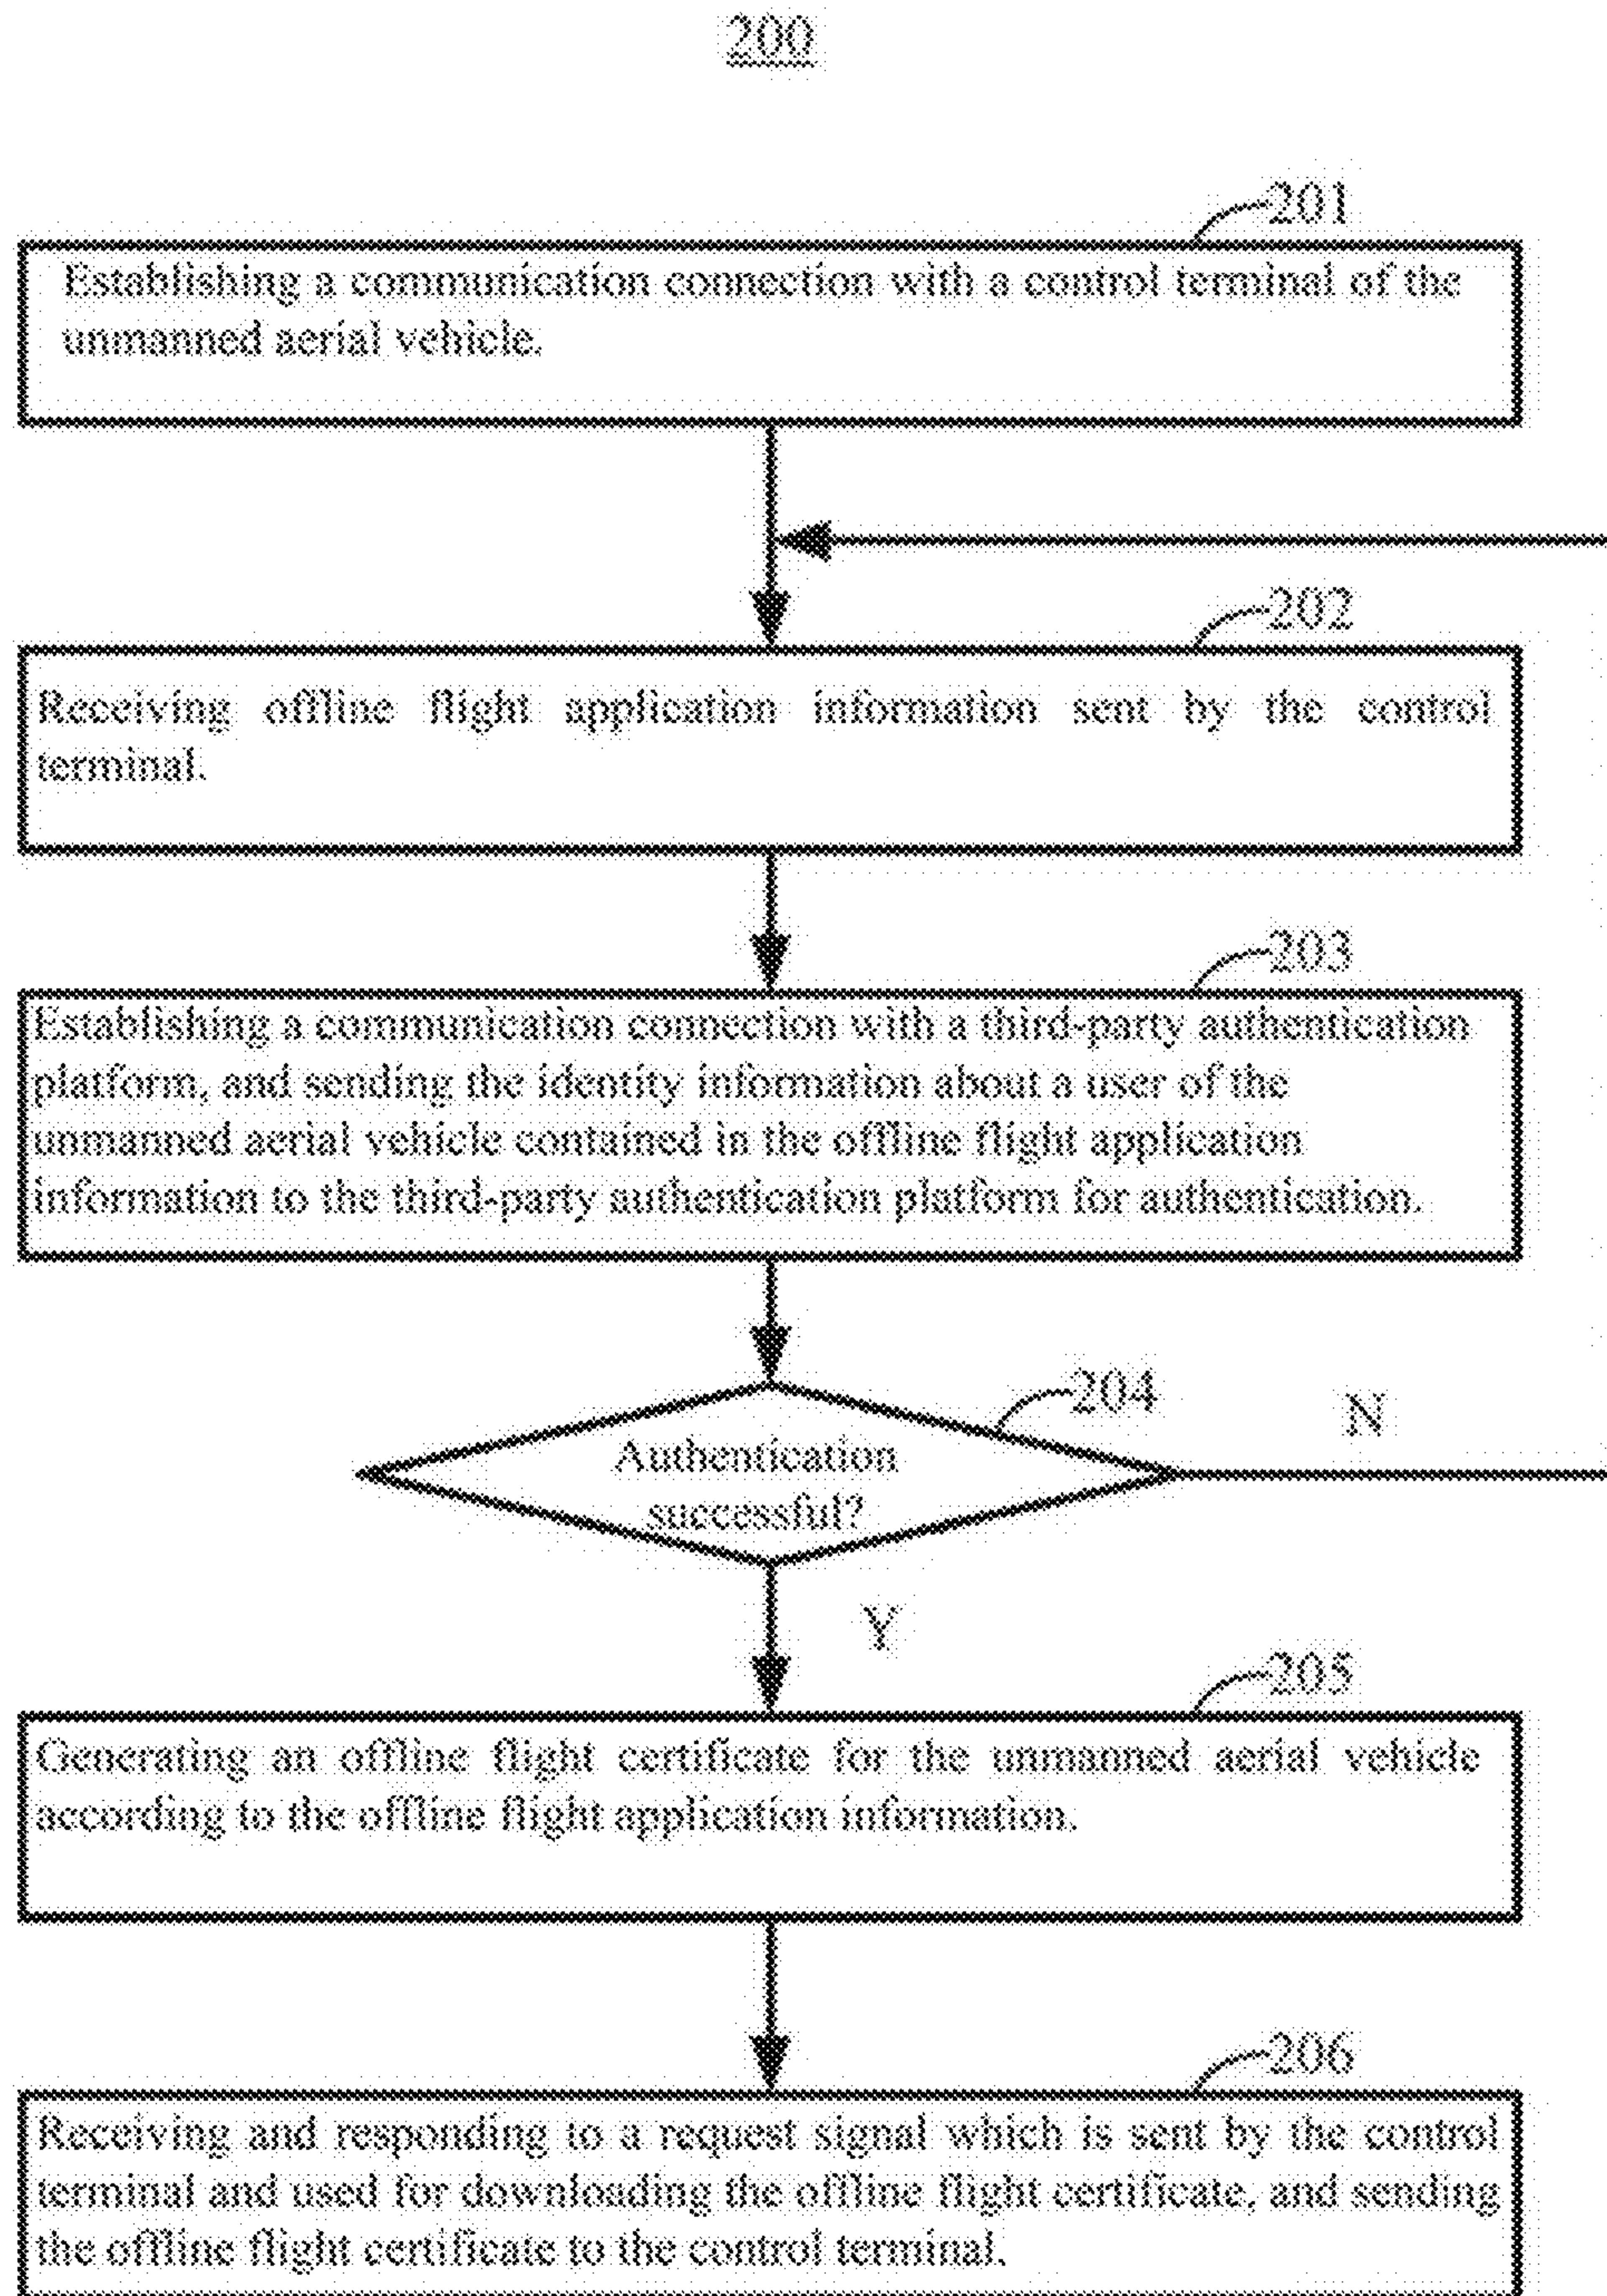 200
201
Establishing a communication connection with a control terminal of the
unmanned aerial vehicle.
202
Receiving offline flight application information sent by the control
terminal.
203
Establishing a communication connection with a third-party authentication
platform, and sending the identity information about a user of the
unmanned aerial vehicle contained in the offline flight application
information to the third-party authentication platform for authentication.
204
N
Authentication
successful?
Y
205
Generating an offline flight certificate for the unmanned aerial vehicle
according to the offline flight application information.
206
Receiving and responding to a request signal which is sent by the control
terminal and used for downloading the offline flight certificate, and sending
the offline flight certificate to the control terminal.